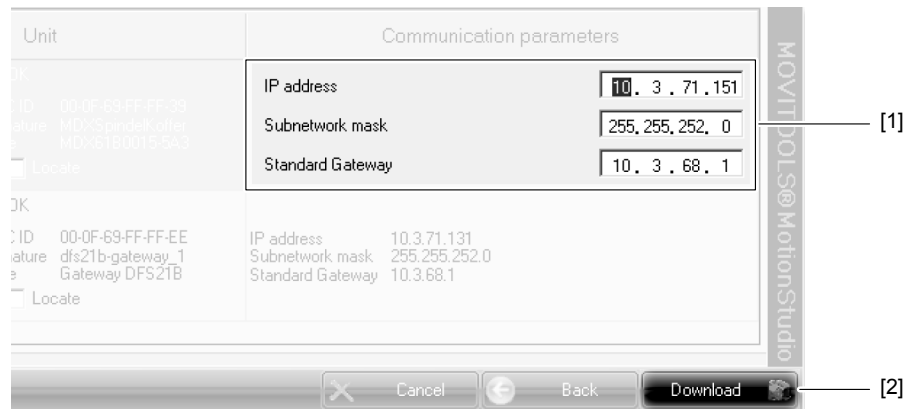 Unit
Communication parameters
OK
C ID 00-0F-69-FF-FF-39
ature MDXSpindelKoffer
e MDX61B0015-5A3
Locate
IP address 10. 3 . 71 .151
Subnetwork mask 255.255.252. 0
Standard Gateway 10. 3 . 68. 1
[1]
OK
C ID 00-0F-69-FF-FF-EE
ature dfs21b-gateway_1
e Gateway DFS21B
Locate
IP address 10.3.71.131
Subnetwork mask 255.255.252.0
Standard Gateway 10.3.68.1
MOVITOOLS® MotionStudio
Cancel
Back
Download
[2]